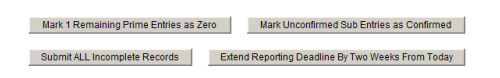 Mark 1 Remaining Prime Entries as Zero
Mark Unconfirmed Sub Entries as Confirmed
Submit ALL Incomplete Records
Extend Reporting Deadline By Two Weeks From Today